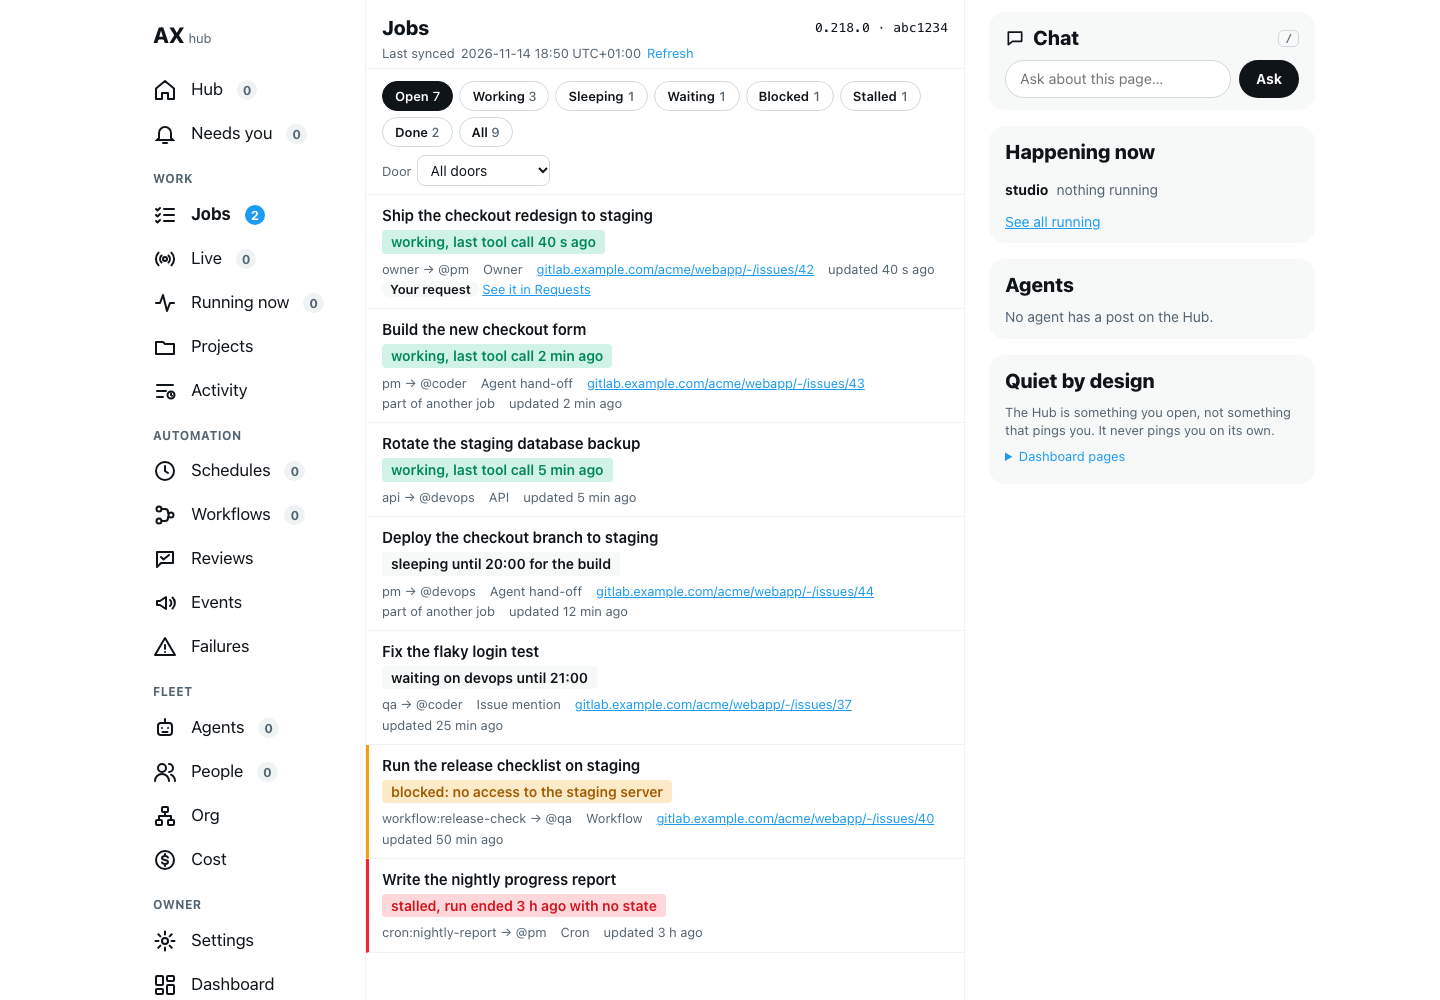 AX hub
Hub 0
Needs you 0
WORK
Jobs 2
Live 0
Running now 0
Projects
Activity
AUTOMATION
Schedules 0
Workflows 0
Reviews
Events
Failures
FLEET
Agents 0
People 0
Org
Cost
OWNER
Settings
Dashboard
Jobs
0.218.0 · abc1234
Last synced 2026-11-14 18:50 UTC+01:00 Refresh
Open 7 Working 3 Sleeping 1 Waiting 1 Blocked 1 Stalled 1
Done 2 All 9
Door All doors
Ship the checkout redesign to staging
working, last tool call 40 s ago
owner → @pm Owner gitlab.example.com/acme/webapp/-/issues/42 updated 40 s ago
Your request See it in Requests
Build the new checkout form
working, last tool call 2 min ago
pm → @coder Agent hand-off gitlab.example.com/acme/webapp/-/issues/43
part of another job updated 2 min ago
Rotate the staging database backup
working, last tool call 5 min ago
api → @devops API updated 5 min ago
Deploy the checkout branch to staging
sleeping until 20:00 for the build
pm → @devops Agent hand-off gitlab.example.com/acme/webapp/-/issues/44
part of another job updated 12 min ago
Fix the flaky login test
waiting on devops until 21:00
qa → @coder Issue mention gitlab.example.com/acme/webapp/-/issues/37
updated 25 min ago
Run the release checklist on staging
blocked: no access to the staging server
workflow:release-check → @qa Workflow gitlab.example.com/acme/webapp/-/issues/40
updated 50 min ago
Write the nightly progress report
stalled, run ended 3 h ago with no state
cron:nightly-report → @pm Cron updated 3 h ago
Chat /
Ask about this page... Ask
Happening now
studio nothing running
See all running
Agents
No agent has a post on the Hub.
Quiet by design
The Hub is something you open, not something
that pings you. It never pings you on its own.
Dashboard pages